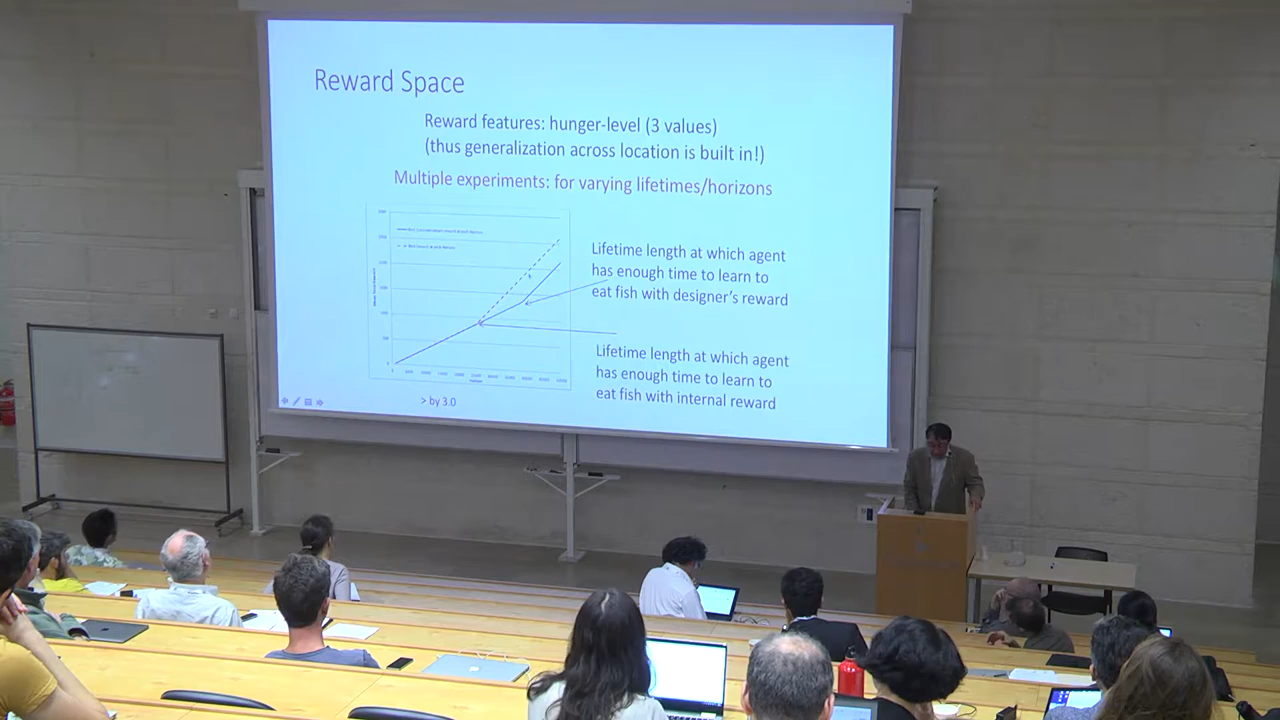 Reward Space
Reward features: hunger-level (3 values)
(thus generalization across location is built in!)
Multiple experiments: for varying lifetimes/horizons
Lifetime length at which agent
has enough time to learn to
eat fish with designer's reward
Lifetime length at which agent
has enough time to learn to
eat fish with internal reward
> by 3.0